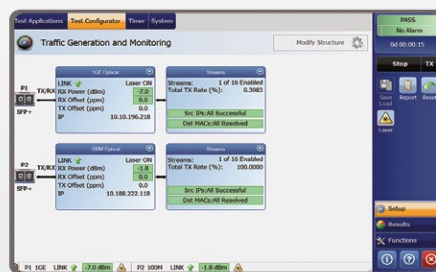 Test Applications Test Configurator Timer System
Traffic Generation and Monitoring
Modify Structure
PASS
No Alarm
0d 00:00:15
Stop TX
Save Load
Report
Laser
P1
TX/RX
SFP+
1GE Optical
LINK Laser ON
RX Power (dBm) -7.0
RX Offset (ppm) 0.0
TX Offset (ppm) 0.0
IP 10.10.196.218
Streams
Streams: 1 of 16 Enabled
Total TX Rate (%): 0.3983
Src IPs:All Successful
Dst MACs:All Resolved
P2
TX/RX
SFP+
100M Optical
LINK Laser ON
RX Power (dBm) -1.8
RX Offset (ppm) 0.0
TX Offset (ppm) 0.0
IP 10.188.222.118
Streams
Streams: 1 of 16 Enabled
Total TX Rate (%): 100.0000
Src IPs:All Successful
Dst MACs:All Resolved
Setup
Results
Functions
P1 1GE LINK -7.0 dBm P2 100M LINK -1.8 dBm